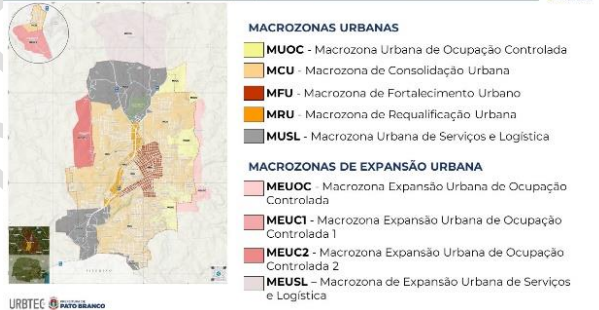 MACROZONAS URBANAS
MUOC - Macrozona Urbana de Ocupação Controlada
MCU - Macrozona de Consolidação Urbana
MFU - Macrozona de Fortalecimento Urbano
MRU - Macrozona de Requalificação Urbana
MUSL - Macrozona Urbana de Serviços e Logística
MACROZONAS DE EXPANSÃO URBANA
MEUOC - Macrozona Expansão Urbana de Ocupação
Controlada
MEUC1 - Macrozona Expansão Urbana de Ocupação
Controlada 1
MEUC2 - Macrozona Expansão Urbana de Ocupação
Controlada 2
MEUSL – Macrozona de Expansão Urbana de Serviços
e Logística
URBTEC
PATO BRANCO